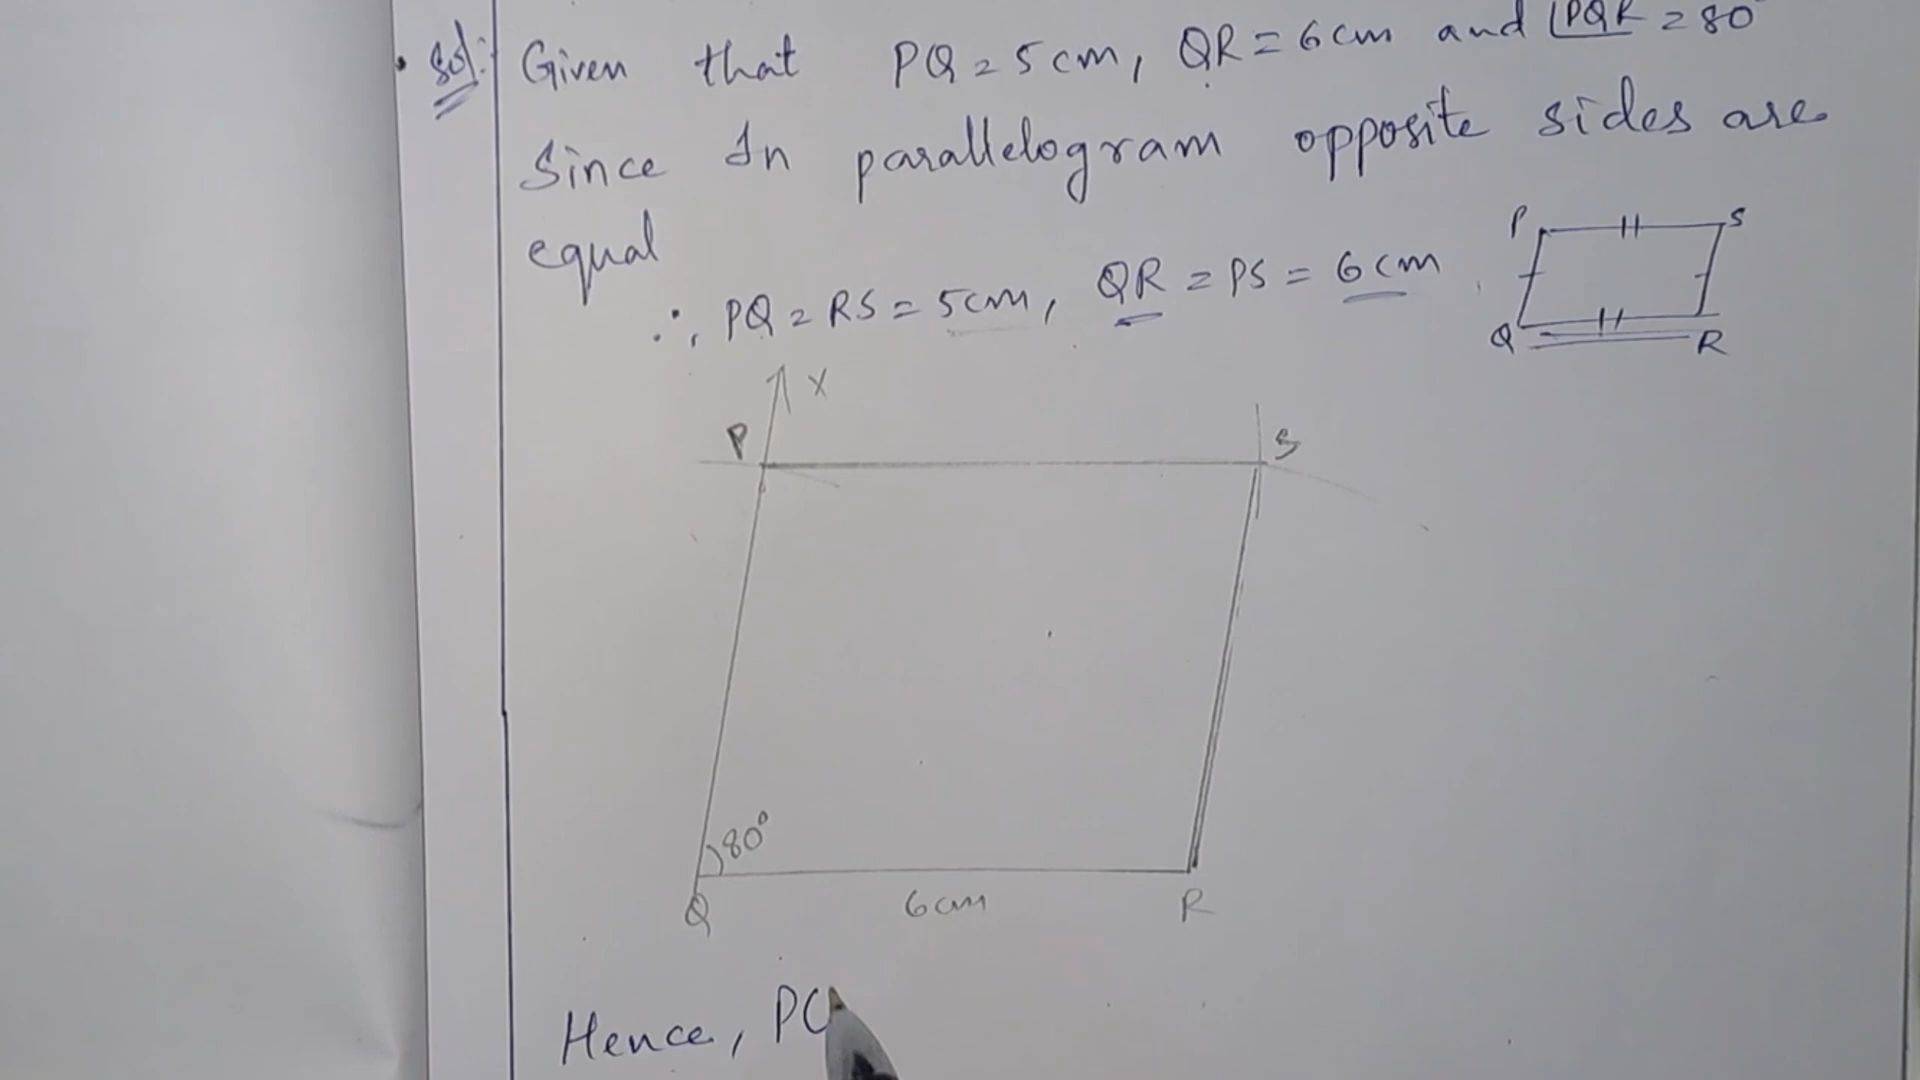 Sol:
Given that PQ = 5cm, QR = 6cm and ∠PQR = 80°
Since In parallelogram opposite sides are
equal
∴, PQ = RS = 5cm, QR = PS = 6cm
P S
Q R
X
P S
80°
Q 6cm R
Hence, PQ